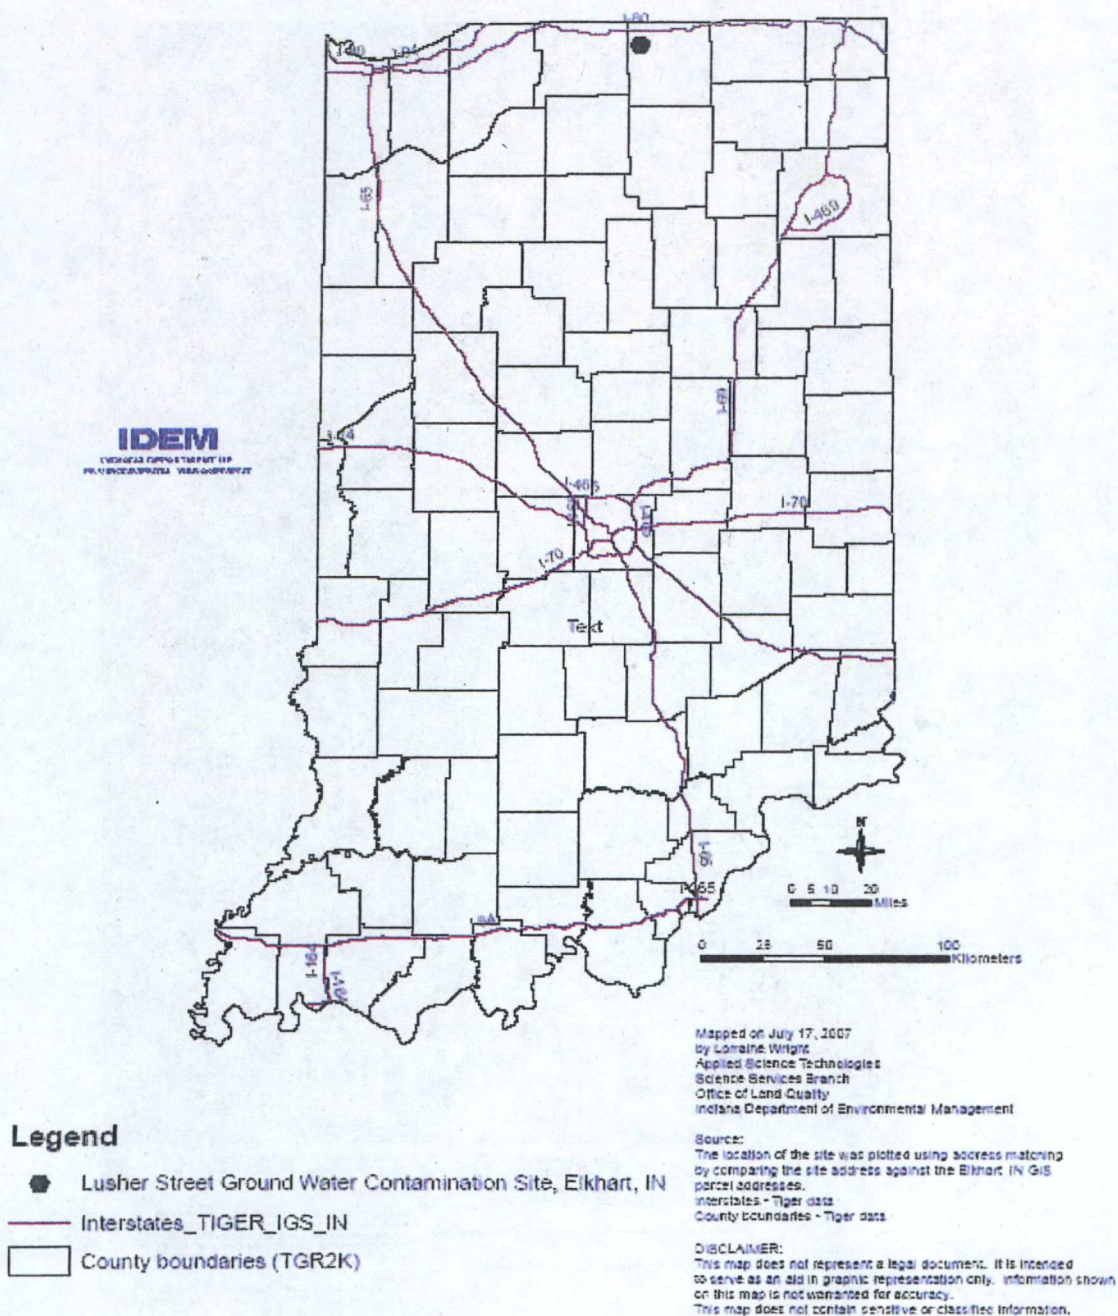 I-80
I-90
I-94
I-65
I-469
I-69
I-74
IDEM
INDIANA DEPARTMENT OF
ENVIRONMENTAL MANAGEMENT
I-465
I-465
I-70
I-70
Text
I-65
N
0 5 10 20
Miles
I-164
0 25 50 100
Kilometers
Mapped on July 17, 2007
by Lorraine Wright
Applied Science Technologies
Science Services Branch
Office of Land Quality
Indiana Department of Environmental Management
Legend
Lusher Street Ground Water Contamination Site, Elkhart, IN
Interstates_TIGER_IGS_IN
County boundaries (TGR2K)
Source:
The location of the site was plotted using address matching
by comparing the site address against the Elkhart IN GIS
parcel addresses.
Interstates - Tiger data
County boundaries - Tiger data
DISCLAIMER:
This map does not represent a legal document. It is intended
to serve as an aid in graphic representation only. Information shown
on this map is not warranted for accuracy.
This map does not contain sensitive or classified information.